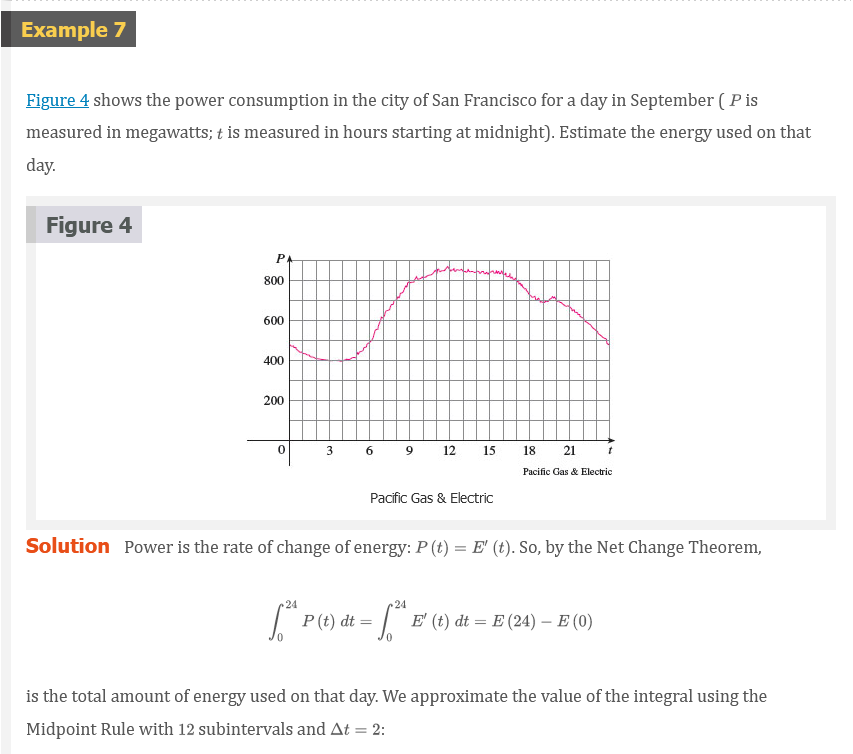 Example 7
Figure 4 shows the power consumption in the city of San Francisco for a day in September ( P is
measured in megawatts; t is measured in hours starting at midnight). Estimate the energy used on that
day.
Figure 4
P
800
600
400
200
0 3 6 9 12 15 18 21 t
Pacific Gas & Electric
Pacific Gas & Electric
Solution Power is the rate of change of energy: P (t) = E′ (t). So, by the Net Change Theorem,
∫₀²⁴ P (t) dt = ∫₀²⁴ E′ (t) dt = E (24) − E (0)
is the total amount of energy used on that day. We approximate the value of the integral using the
Midpoint Rule with 12 subintervals and Δt = 2: